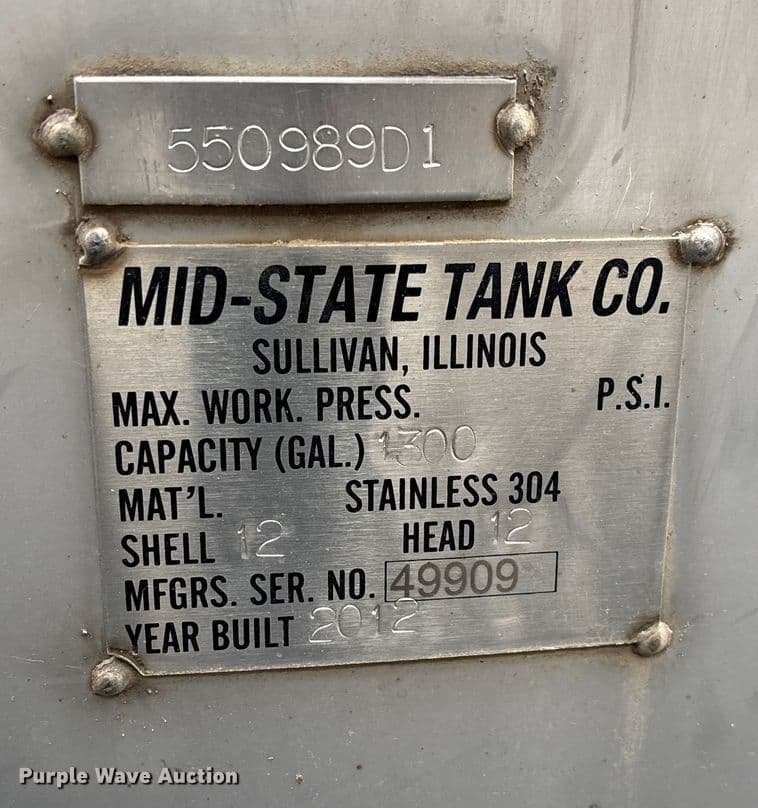 550989D1
MID-STATE TANK CO.
SULLIVAN, ILLINOIS
MAX. WORK. PRESS. P.S.I.
CAPACITY (GAL.) 1300
MAT'L. STAINLESS 304
SHELL 12 HEAD 12
MFGRS. SER. NO. 49909
YEAR BUILT 2012
Purple Wave Auction